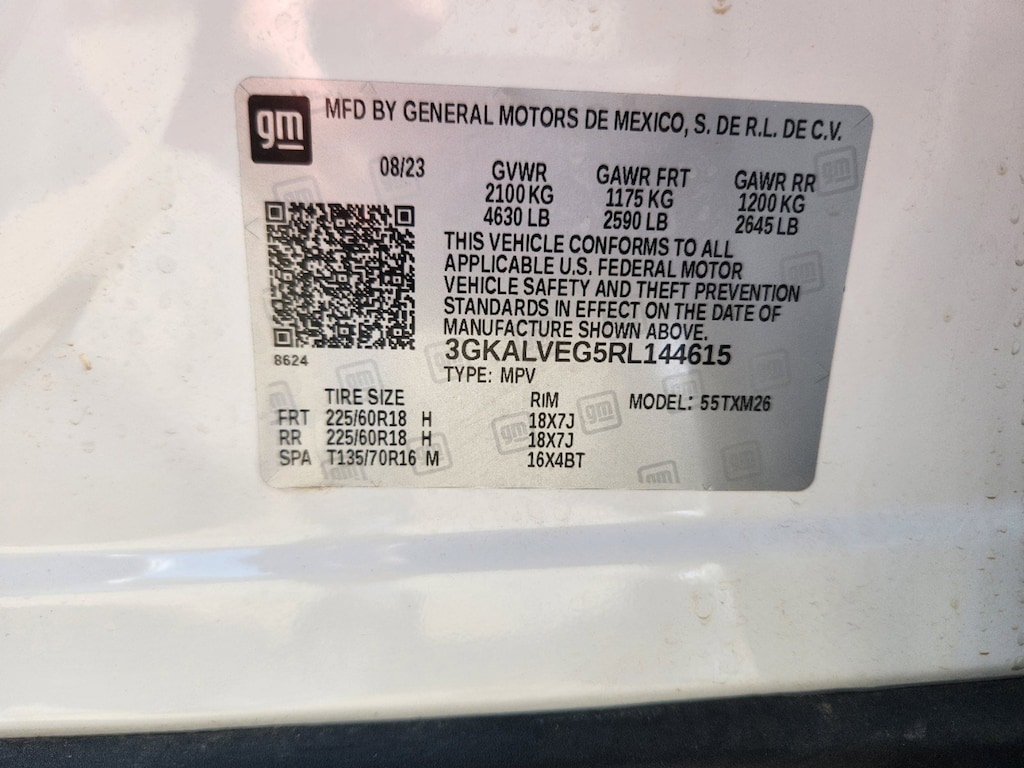 gm MFD BY GENERAL MOTORS DE MEXICO, S. DE R.L. DE C.V.
08/23 GVWR GAWR FRT GAWR RR
2100 KG 1175 KG 1200 KG
4630 LB 2590 LB 2645 LB
THIS VEHICLE CONFORMS TO ALL
APPLICABLE U.S. FEDERAL MOTOR
VEHICLE SAFETY AND THEFT PREVENTION
STANDARDS IN EFFECT ON THE DATE OF
MANUFACTURE SHOWN ABOVE.
8624 3GKALVEG5RL144615
TYPE: MPV
TIRE SIZE RIM MODEL: 55TXM26
FRT 225/60R18 H 18X7J
RR 225/60R18 H 18X7J
SPA T135/70R16 M 16X4BT